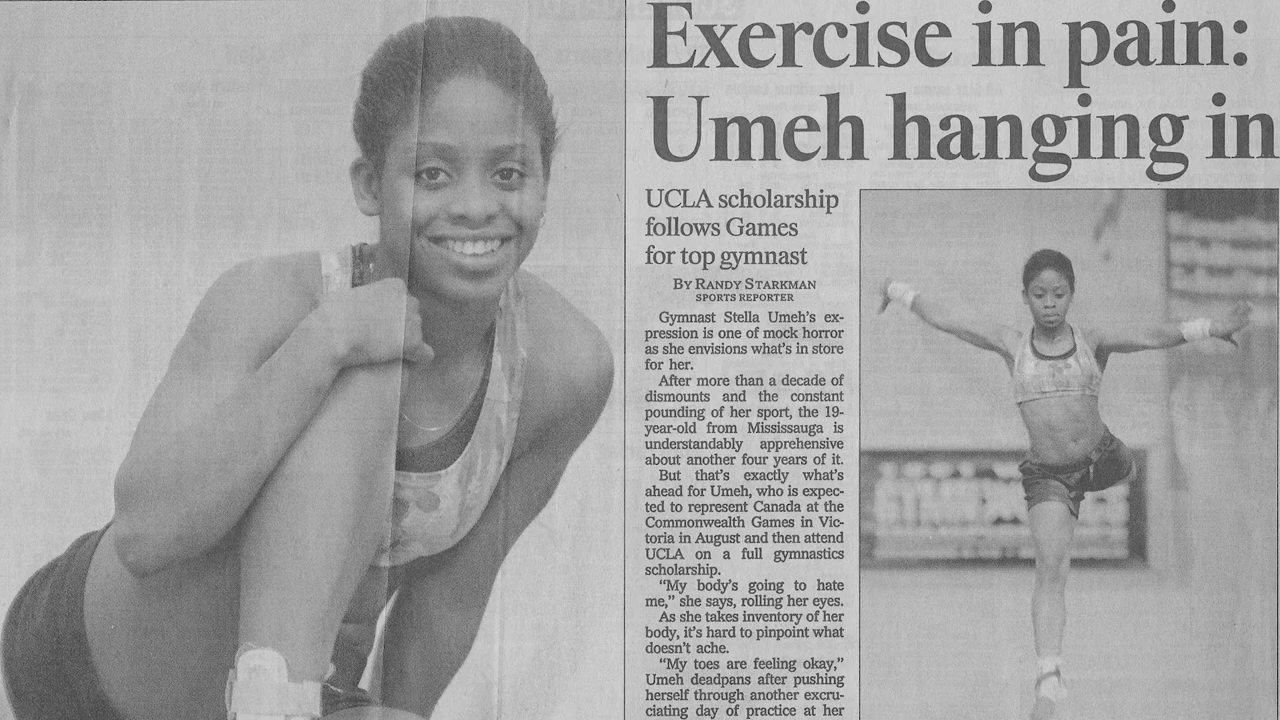 Exercise in pain:
Umeh hanging in
UCLA scholarship
follows Games
for top gymnast
BY RANDY STARKMAN
SPORTS REPORTER
Gymnast Stella Umeh's ex-
pression is one of mock horror
as she envisions what's in store
for her.
After more than a decade of
dismounts and the constant
pounding of her sport, the 19-
year-old from Mississauga is
understandably apprehensive
about another four years of it.
But that's exactly what's
ahead for Umeh, who is expec-
ted to represent Canada at the
Commonwealth Games in Vic-
toria in August and then attend
UCLA on a full gymnastics
scholarship.
"My body's going to hate
me," she says, rolling her eyes.
As she takes inventory of her
body, it's hard to pinpoint what
doesn't ache.
"My toes are feeling okay,"
Umeh deadpans after pushing
herself through another excru-
ciating day of practice at her